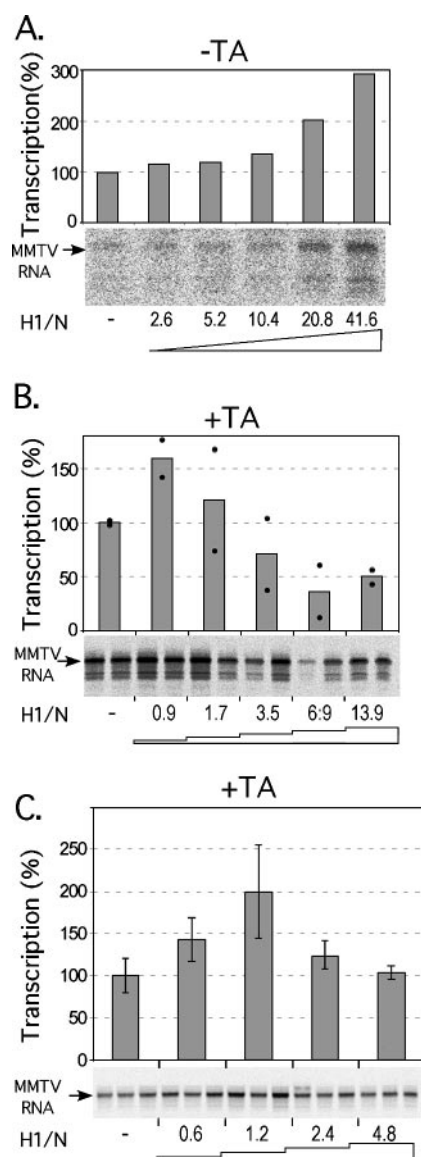 A.
-TA
Transcription(%)
300
200
100
0
MMTV
RNA
H1/N - 2.6 5.2 10.4 20.8 41.6
B.
+TA
Transcription (%)
150
100
50
0
MMTV
RNA
H1/N - 0.9 1.7 3.5 6:9 13.9
C.
+TA
Transcription (%)
250
200
150
100
50
0
MMTV
RNA
H1/N - 0.6 1.2 2.4 4.8